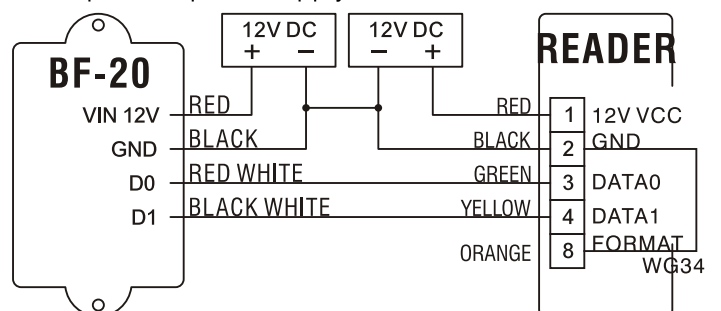 12V DC
+ −
12V DC
− +
BF-20
READER
VIN 12V RED
RED 1 12V VCC
GND BLACK
BLACK 2 GND
D0 RED WHITE
GREEN 3 DATA0
D1 BLACK WHITE
YELLOW 4 DATA1
ORANGE 8 FORMAT
WG34